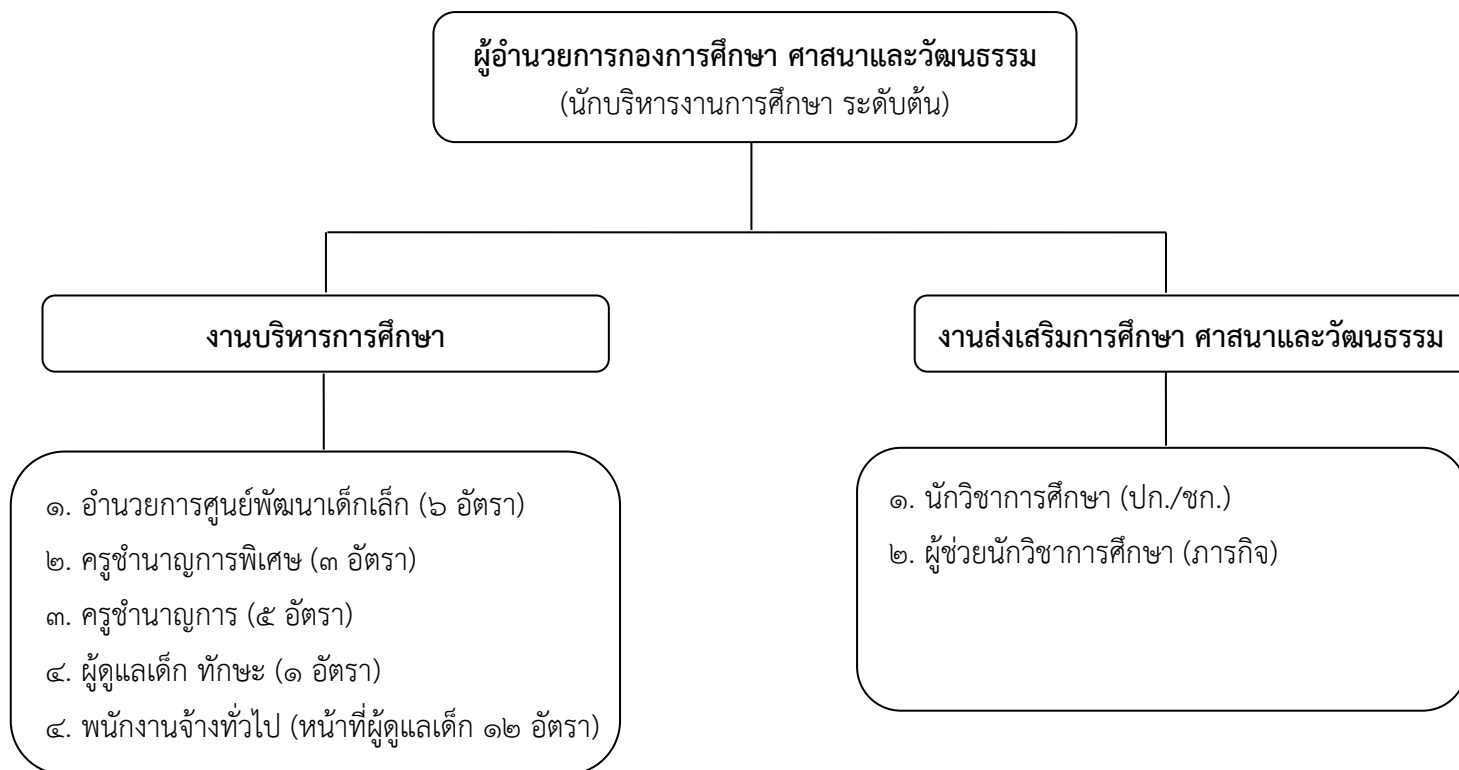 ผู้อำนวยการกองการศึกษา ศาสนาและวัฒนธรรม
(นักบริหารงานการศึกษา ระดับต้น)
งานบริหารการศึกษา
งานส่งเสริมการศึกษา ศาสนาและวัฒนธรรม
๑. อำนวยการศูนย์พัฒนาเด็กเล็ก (๖ อัตรา)
๒. ครูชำนาญการพิเศษ (๓ อัตรา)
๓. ครูชำนาญการ (๕ อัตรา)
๔. ผู้ดูแลเด็ก ทักษะ (๑ อัตรา)
๔. พนักงานจ้างทั่วไป (หน้าที่ผู้ดูแลเด็ก ๑๒ อัตรา)
๑. นักวิชาการศึกษา (ปก./ชก.)
๒. ผู้ช่วยนักวิชาการศึกษา (ภารกิจ)